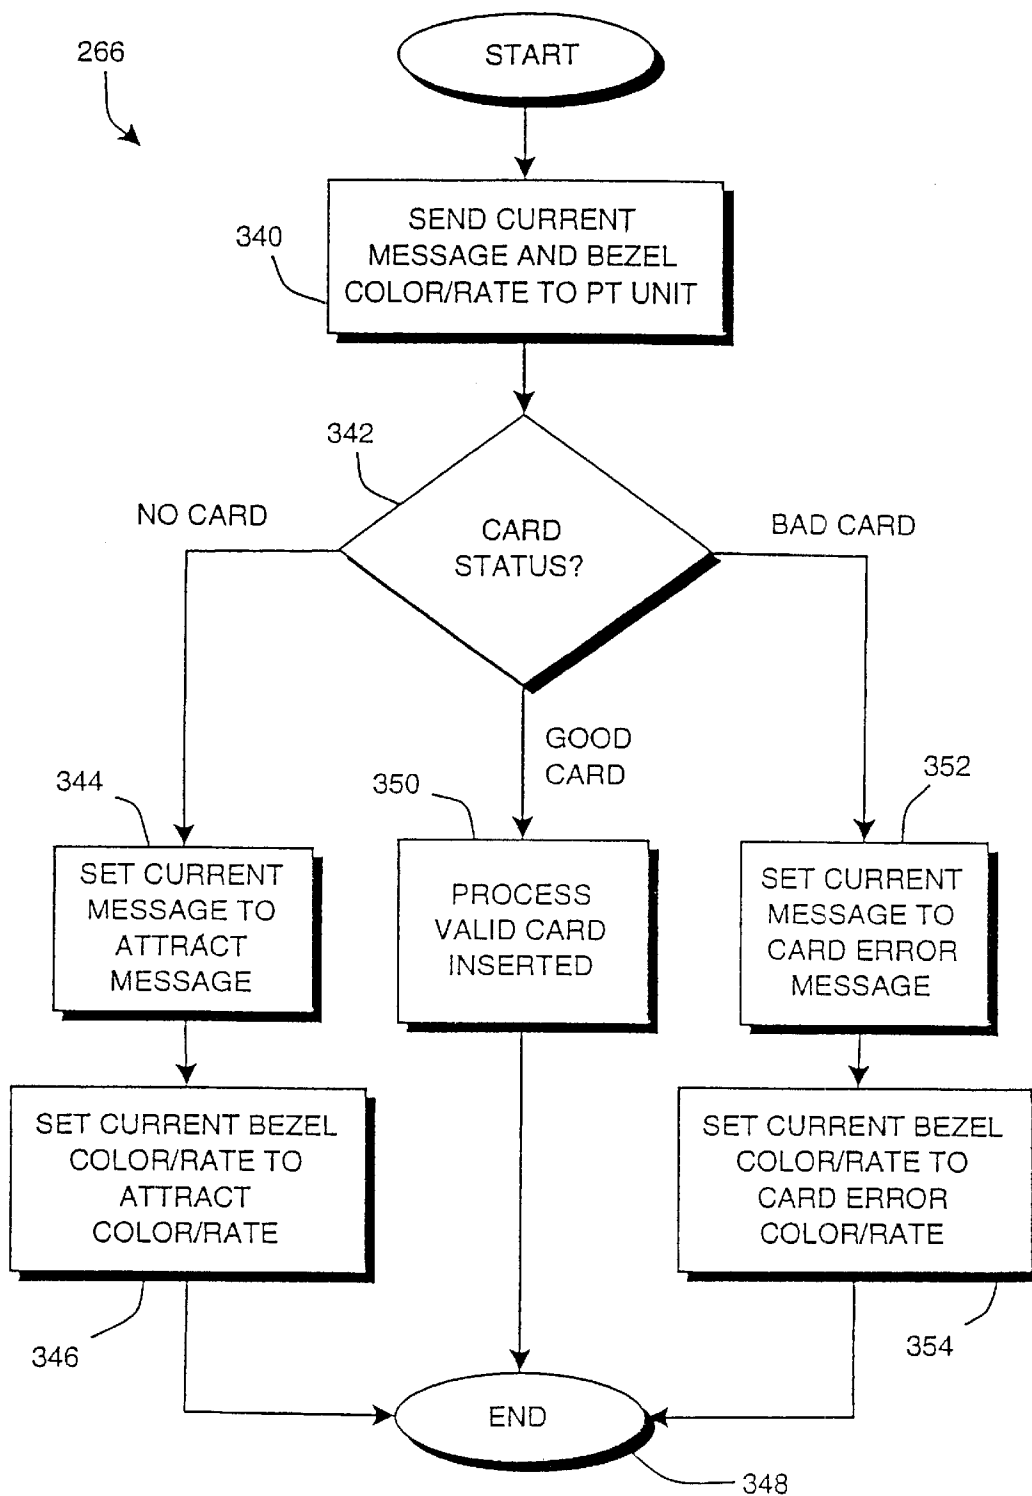 266
START
340
SEND CURRENT
MESSAGE AND BEZEL
COLOR/RATE TO PT UNIT
342
CARD
STATUS?
NO CARD
BAD CARD
GOOD
CARD
344
SET CURRENT
MESSAGE TO
ATTRACT
MESSAGE
350
PROCESS
VALID CARD
INSERTED
352
SET CURRENT
MESSAGE TO
CARD ERROR
MESSAGE
SET CURRENT BEZEL
COLOR/RATE TO
ATTRACT
COLOR/RATE
346
SET CURRENT BEZEL
COLOR/RATE TO
CARD ERROR
COLOR/RATE
354
END
348